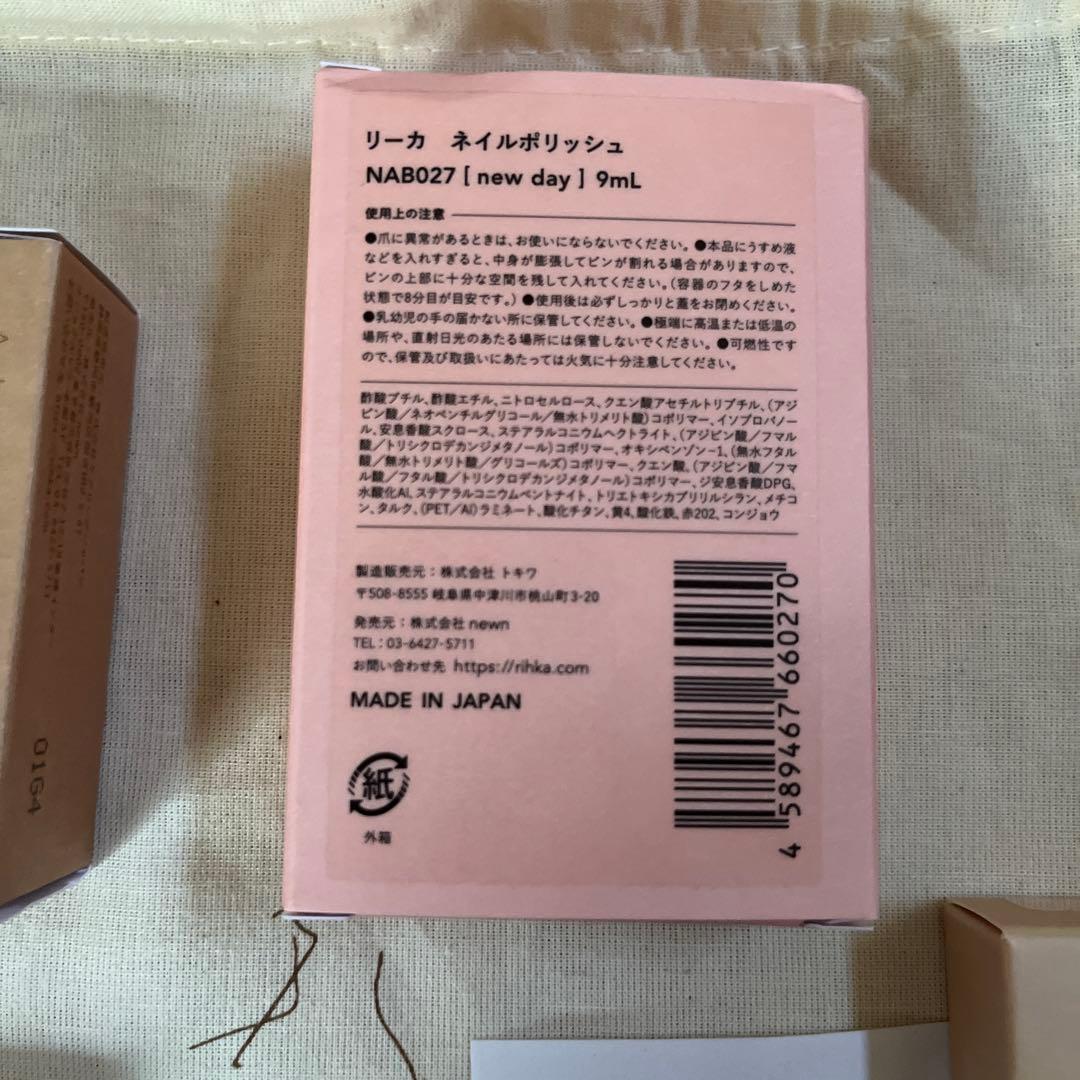 リーカ　ネイルポリッシュ
NAB027 [ new day ] 9mL
使用上の注意
●爪に異常があるときは、お使いにならないでください。●本品にうすめ液
などを入れすぎると、中身が膨張してビンが割れる場合がありますので、
ビンの上部に十分な空間を残して入れてください。（容器のフタをしめた
状態で8分目が目安です。）●使用後は必ずしっかりと蓋をお閉めください。
●乳幼児の手の届かない所に保管してください。●極端に高温または低温の
場所や、直射日光のあたる場所には保管しないでください。●可燃性です
ので、保管及び取扱いにあたっては火気に十分注意してください。
酢酸ブチル、酢酸エチル、ニトロセルロース、クエン酸アセチルトリブチル、（アジ
ピン酸／ネオペンチルグリコール／無水トリメリト酸）コポリマー、イソプロパノー
ル、安息香酸スクロース、ステアラルコニウムヘクトライト、（アジピン酸／フマル
酸／トリシクロデカンジメタノール）コポリマー、オキシベンゾン-1、（無水フタル
酸／無水トリメリト酸／グリコールズ）コポリマー、クエン酸、（アジピン酸／フマ
ル酸／フタル酸／トリシクロデカンジメタノール）コポリマー、ジ安息香酸DPG、
水酸化Al、ステアラルコニウムベントナイト、トリエトキシカプリリルシラン、メチコ
ン、タルク、（PET／Al）ラミネート、酸化チタン、黄4、酸化鉄、赤202、コンジョウ
製造販売元：株式会社 トキワ
〒508-8555 岐阜県中津川市桃山町3-20
発売元：株式会社 newn
TEL：03-6427-5711
お問い合わせ先 https://rihka.com
MADE IN JAPAN
紙
外箱
4 589467 660270
01G4